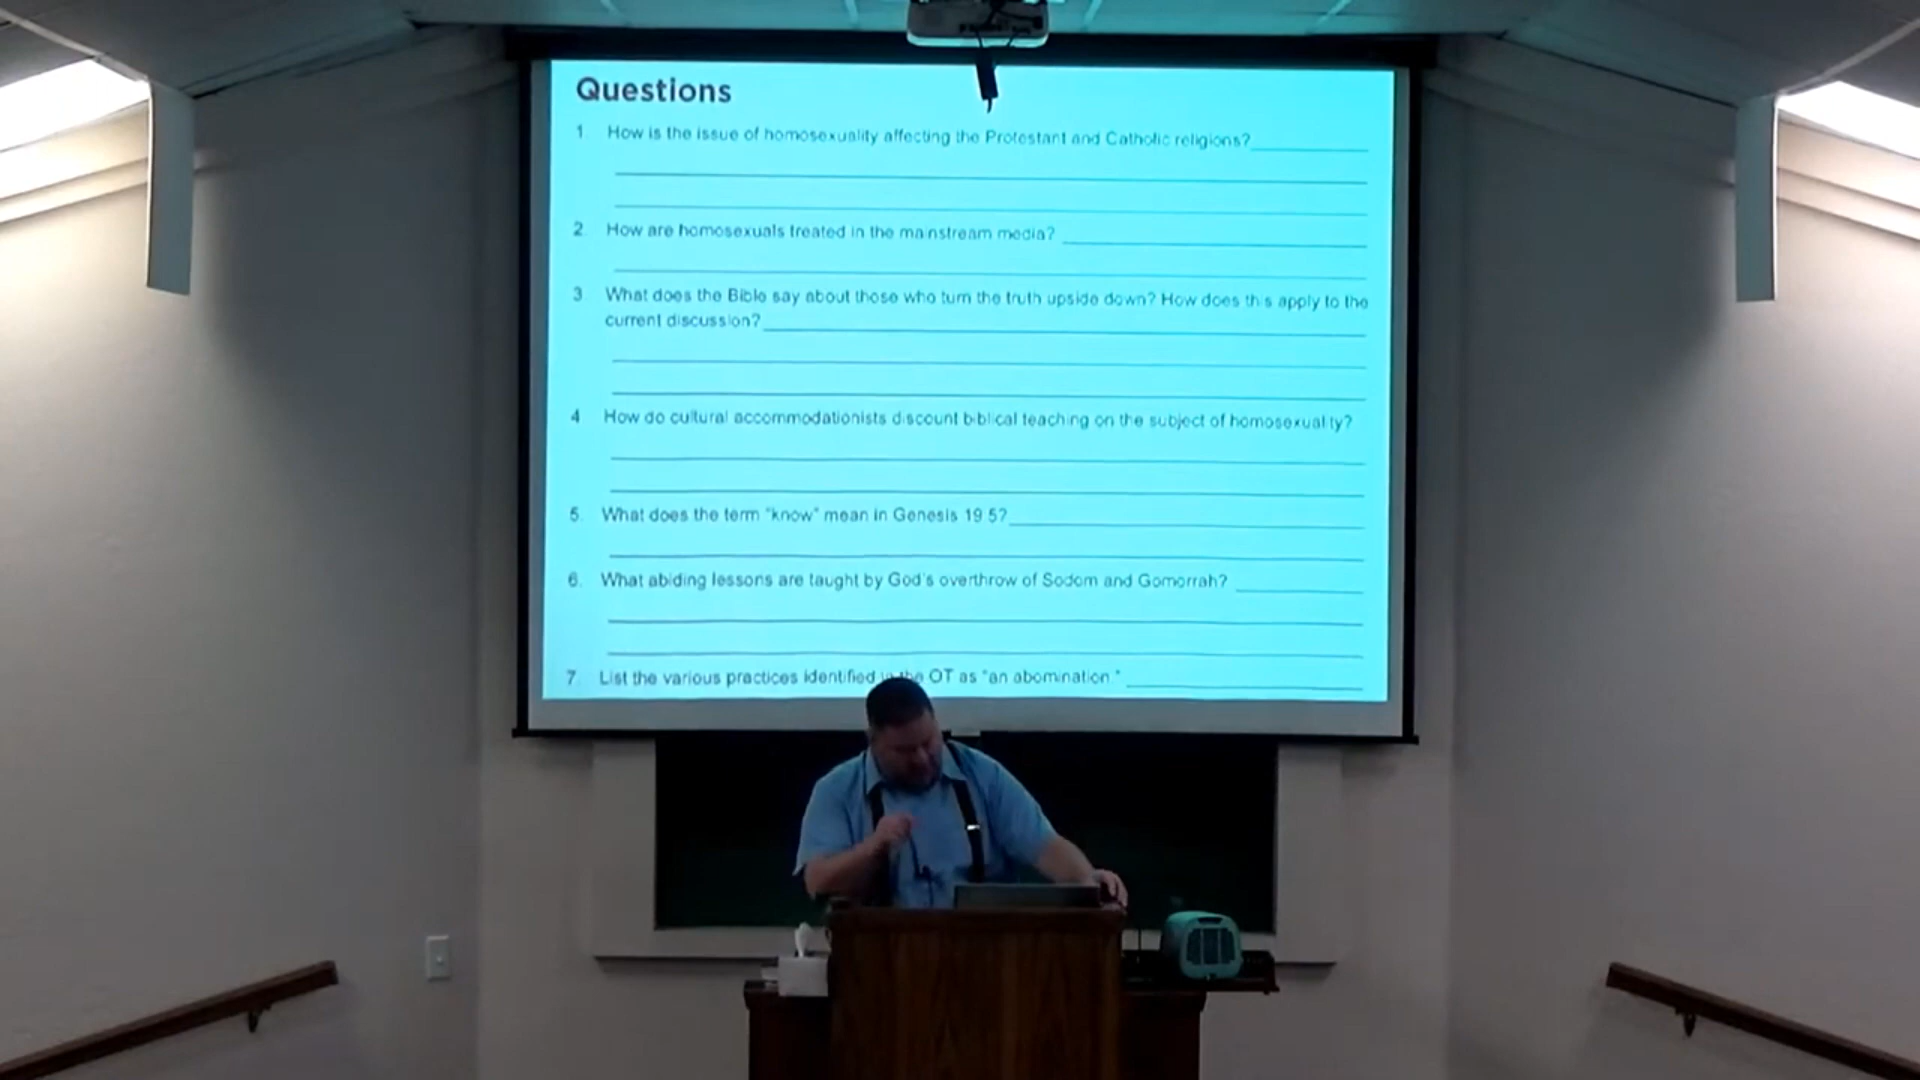 Questions
1. How is the issue of homosexuality affecting the Protestant and Catholic religions?
2. How are homosexuals treated in the mainstream media?
3. What does the Bible say about those who turn the truth upside down? How does this apply to the
current discussion?
4 How do cultural accommodationists discount biblical teaching on the subject of homosexuality?
5. What does the term "know" mean in Genesis 19 5?
6. What abiding lessons are taught by God's overthrow of Sodom and Gomorrah?
7. List the various practices identified in the OT as "an abomination."